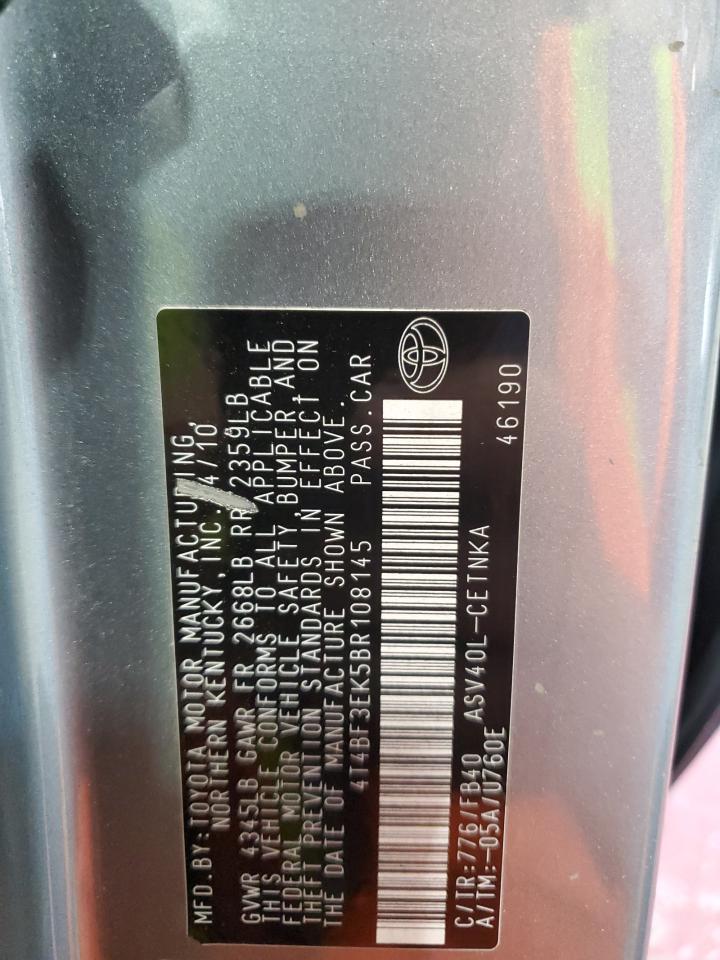 MFD. BY: TOYOTA MOTOR MANUFACTURING,
NORTHERN KENTUCKY, INC. 4/10
GVWR 4345LB GAWR FR 2668LB RR 2359LB
THIS VEHICLE CONFORMS TO ALL APPLICABLE
FEDERAL MOTOR VEHICLE SAFETY, BUMPER, AND
THEFT PREVENTION STANDARDS IN EFFECT ON
THE DATE OF MANUFACTURE SHOWN ABOVE.
4T4BF3EK5BR108145 PASS.CAR
C/TR:776/FB40 ASV40L-CETNKA 46190
A/TM:-05A/U760E